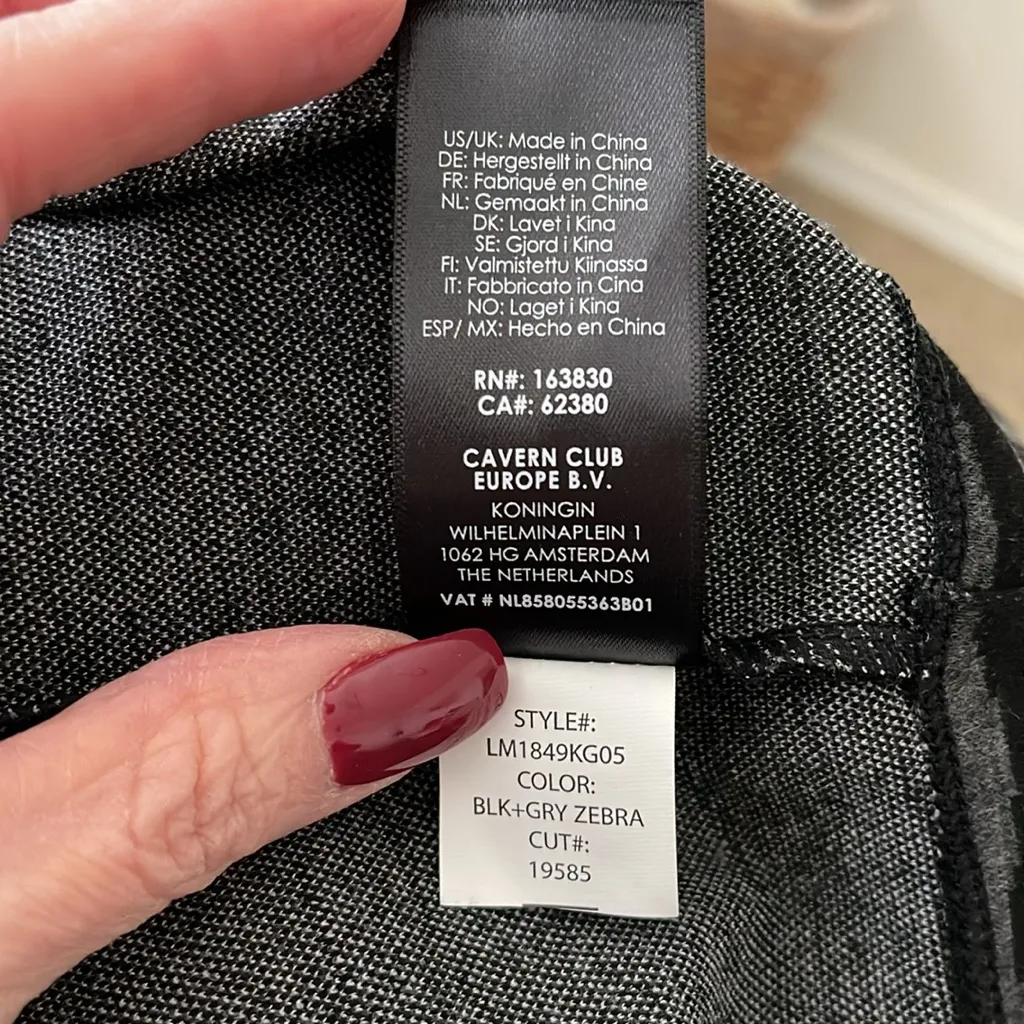 US/UK: Made in China
DE: Hergestellt in China
FR: Fabriqué en Chine
NL: Gemaakt in China
DK: Lavet i Kina
SE: Gjord i Kina
FI: Valmistettu Kiinassa
IT: Fabbricato in Cina
NO: Laget i Kina
ESP/ MX: Hecho en China
RN#: 163830
CA#: 62380
CAVERN CLUB
EUROPE B.V.
KONINGIN
WILHELMINAPLEIN 1
1062 HG AMSTERDAM
THE NETHERLANDS
VAT # NL858055363B01
STYLE#:
LM1849KG05
COLOR:
BLK+GRY ZEBRA
CUT#:
19585